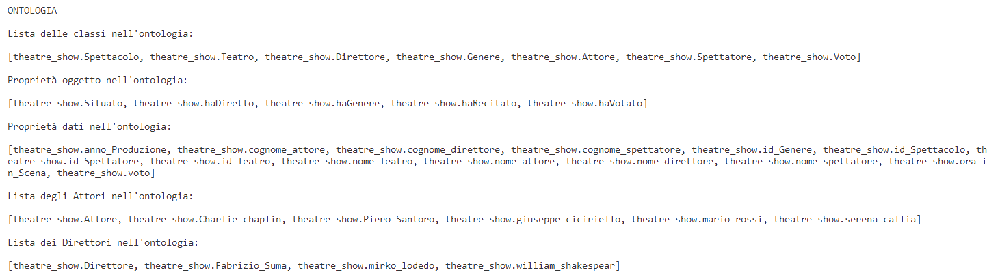 ONTOLOGIA
Lista delle classi nell'ontologia:
[theatre_show.Spettacolo, theatre_show.Teatro, theatre_show.Direttore, theatre_show.Genere, theatre_show.Attore, theatre_show.Spettatore, theatre_show.Voto]
Proprietà oggetto nell'ontologia:
[theatre_show.Situato, theatre_show.haDiretto, theatre_show.haGenere, theatre_show.haRecitato, theatre_show.haVotato]
Proprietà dati nell'ontologia:
[theatre_show.anno_Produzione, theatre_show.cognome_attore, theatre_show.cognome_direttore, theatre_show.cognome_spettatore, theatre_show.id_Genere, theatre_show.id_Spettacolo, th
eatre_show.id_Spettatore, theatre_show.id_Teatro, theatre_show.nome_Teatro, theatre_show.nome_attore, theatre_show.nome_direttore, theatre_show.nome_spettatore, theatre_show.ora_i
n_Scena, theatre_show.voto]
Lista degli Attori nell'ontologia:
[theatre_show.Attore, theatre_show.Charlie_chaplin, theatre_show.Piero_Santoro, theatre_show.giuseppe_ciciriello, theatre_show.mario_rossi, theatre_show.serena_callia]
Lista dei Direttori nell'ontologia:
[theatre_show.Direttore, theatre_show.Fabrizio_Suma, theatre_show.mirko_lodedo, theatre_show.william_shakespear]